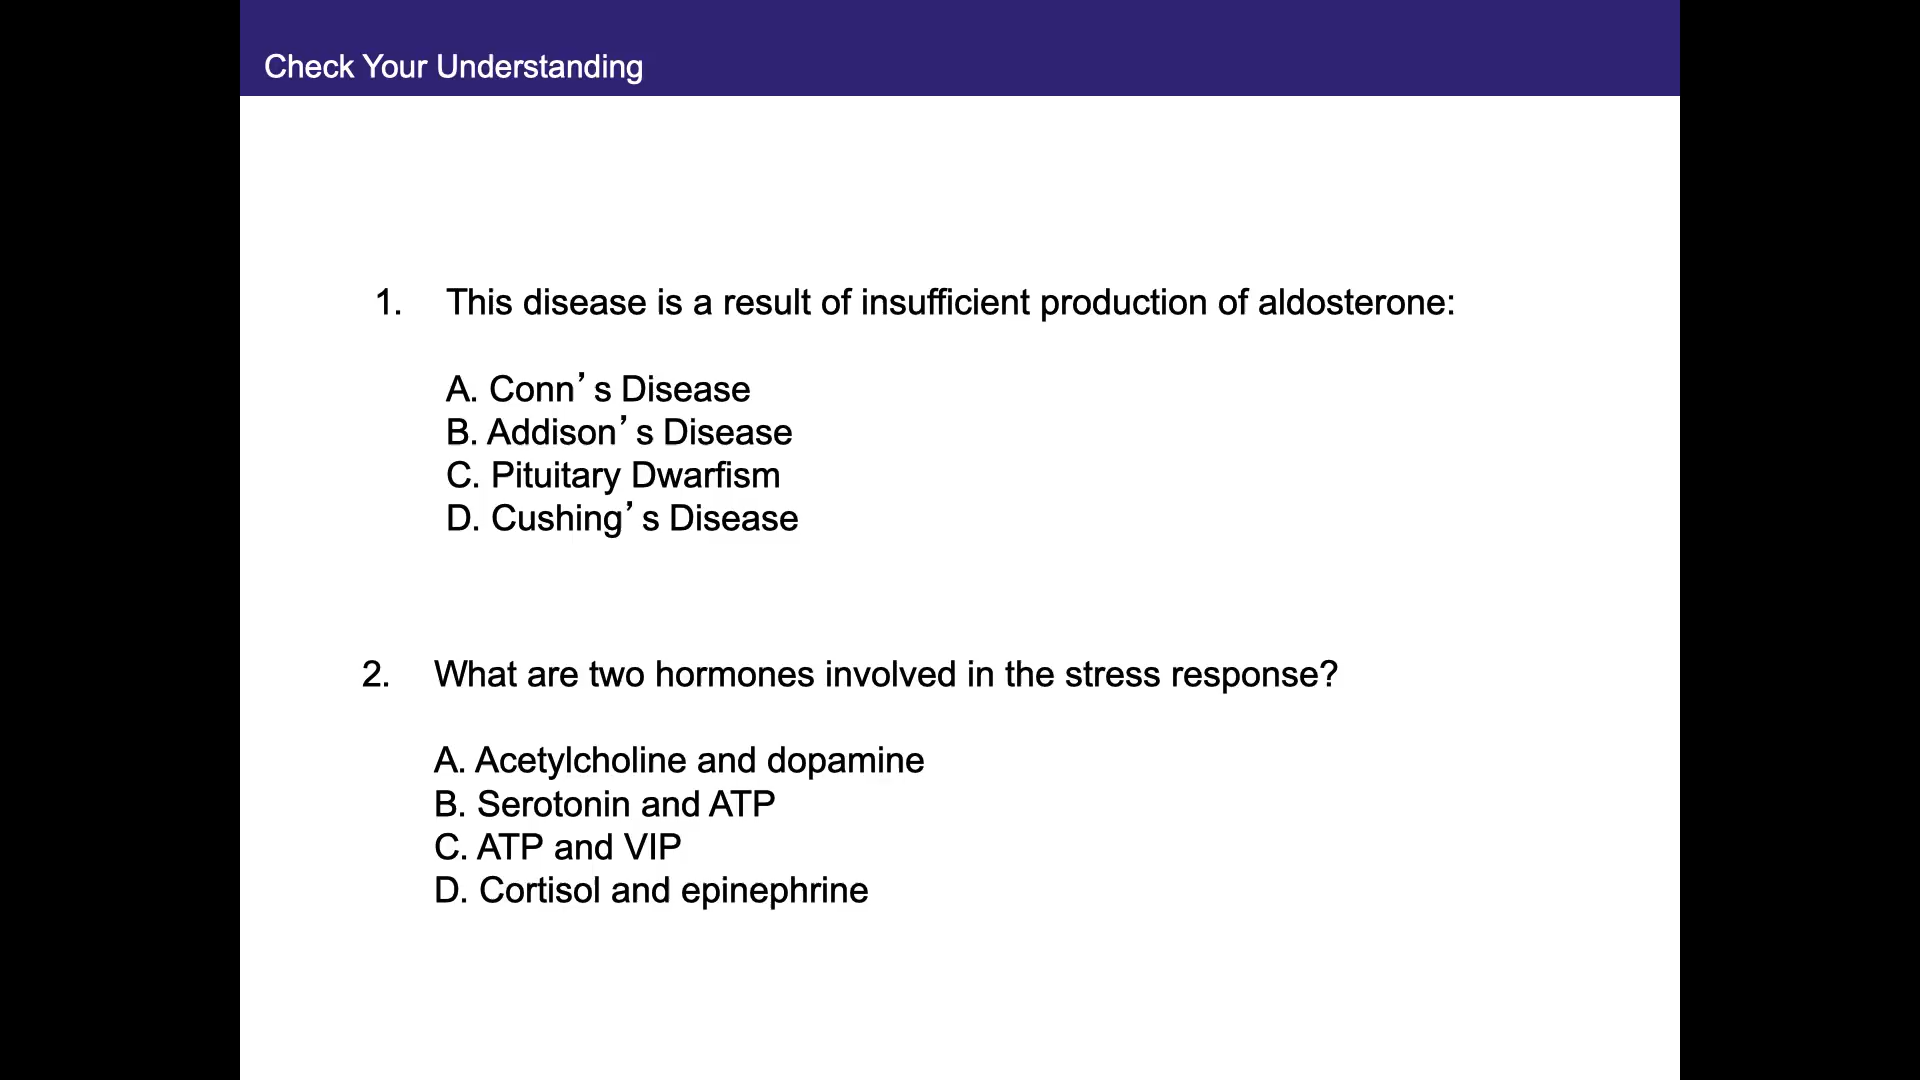 Check Your Understanding
1. This disease is a result of insufficient production of aldosterone:
A. Conn’s Disease
B. Addison’s Disease
C. Pituitary Dwarfism
D. Cushing’s Disease
2. What are two hormones involved in the stress response?
A. Acetylcholine and dopamine
B. Serotonin and ATP
C. ATP and VIP
D. Cortisol and epinephrine